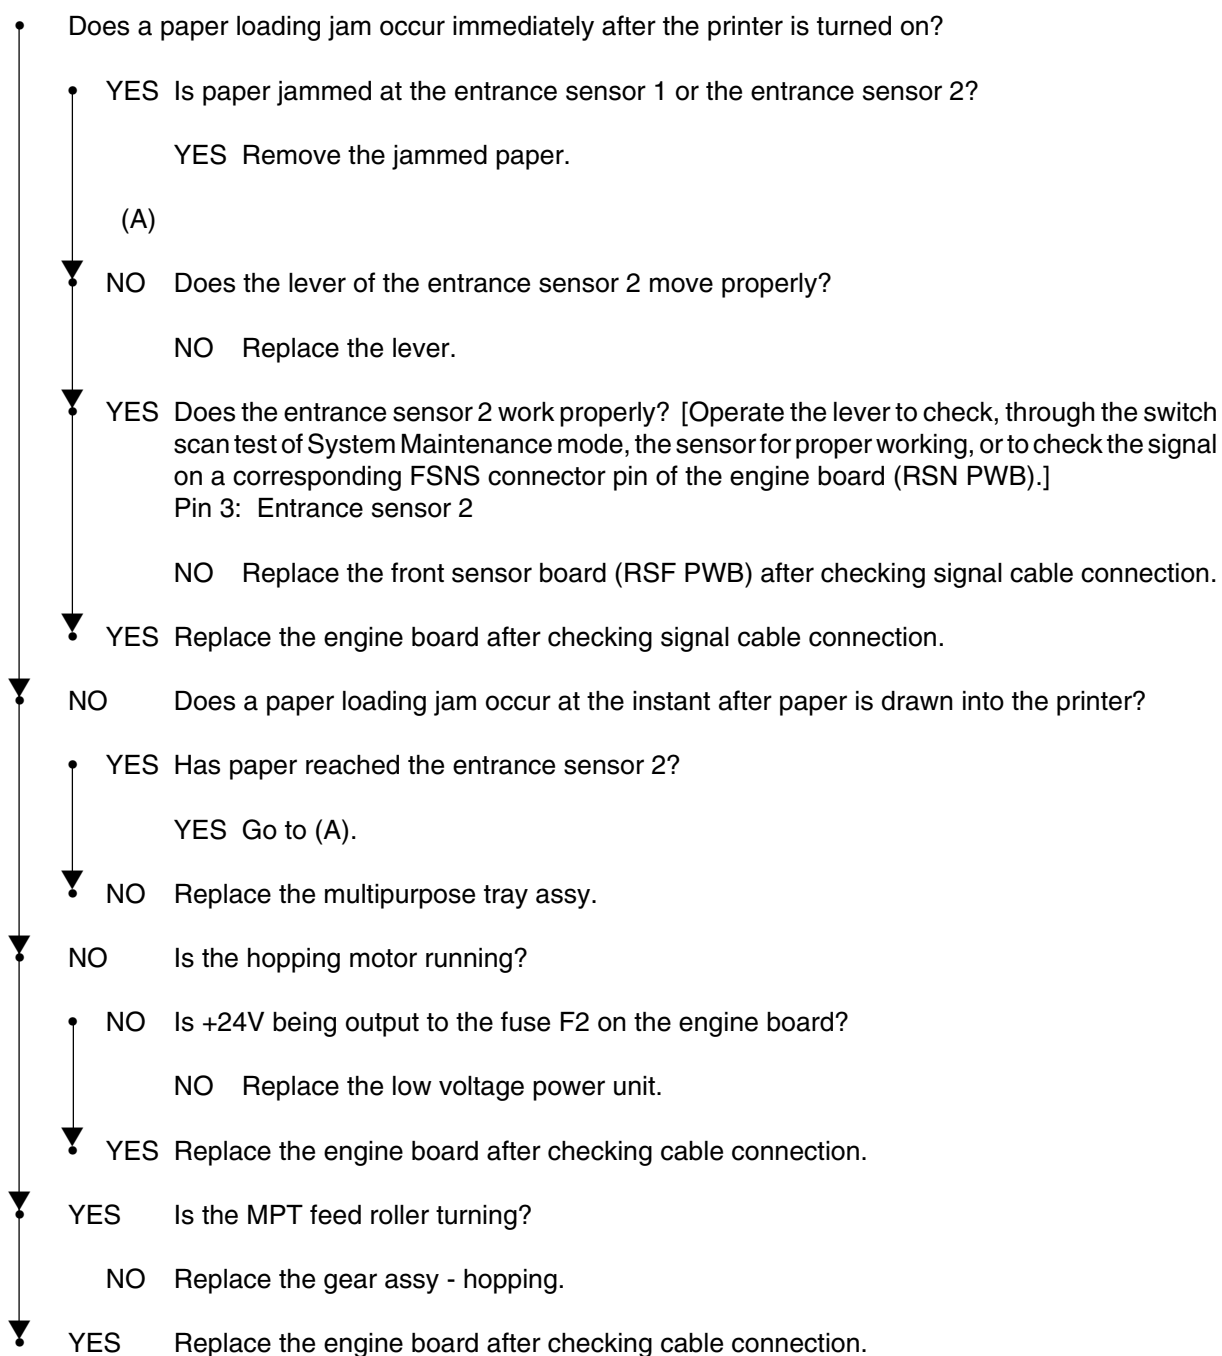 Does a paper loading jam occur immediately after the printer is turned on?
YES Is paper jammed at the entrance sensor 1 or the entrance sensor 2?
YES Remove the jammed paper.
(A)
NO Does the lever of the entrance sensor 2 move properly?
NO Replace the lever.
YES Does the entrance sensor 2 work properly? [Operate the lever to check, through the switch
scan test of System Maintenance mode, the sensor for proper working, or to check the signal
on a corresponding FSNS connector pin of the engine board (RSN PWB).]
Pin 3: Entrance sensor 2
NO Replace the front sensor board (RSF PWB) after checking signal cable connection.
YES Replace the engine board after checking signal cable connection.
NO Does a paper loading jam occur at the instant after paper is drawn into the printer?
YES Has paper reached the entrance sensor 2?
YES Go to (A).
NO Replace the multipurpose tray assy.
NO Is the hopping motor running?
NO Is +24V being output to the fuse F2 on the engine board?
NO Replace the low voltage power unit.
YES Replace the engine board after checking cable connection.
YES Is the MPT feed roller turning?
NO Replace the gear assy - hopping.
YES Replace the engine board after checking cable connection.